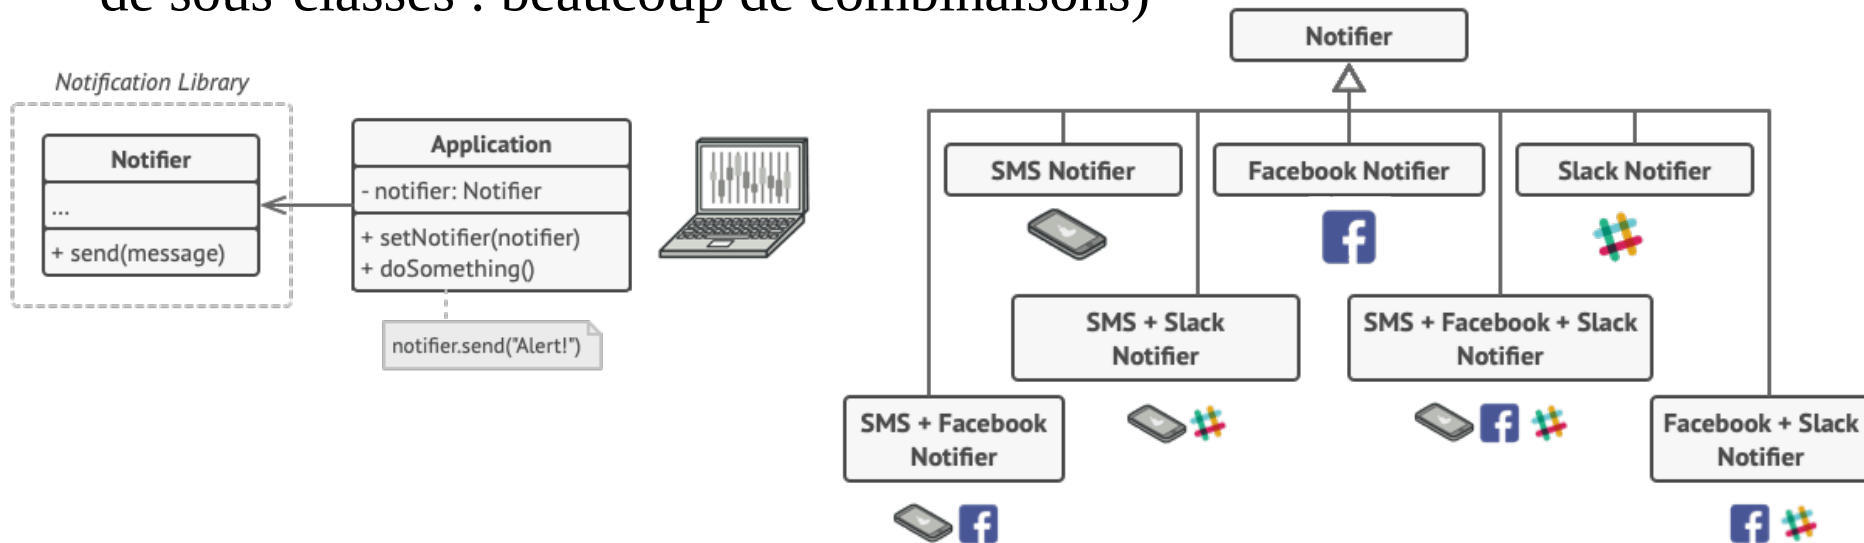 de sous-classes : beaucoup de combinaisons)
Notification Library
Notifier
...
+ send(message)
Application
- notifier: Notifier
+ setNotifier(notifier)
+ doSomething()
notifier.send("Alert!")
Notifier
SMS Notifier
Facebook Notifier
Slack Notifier
SMS + Slack
Notifier
SMS + Facebook + Slack
Notifier
SMS + Facebook
Notifier
Facebook + Slack
Notifier